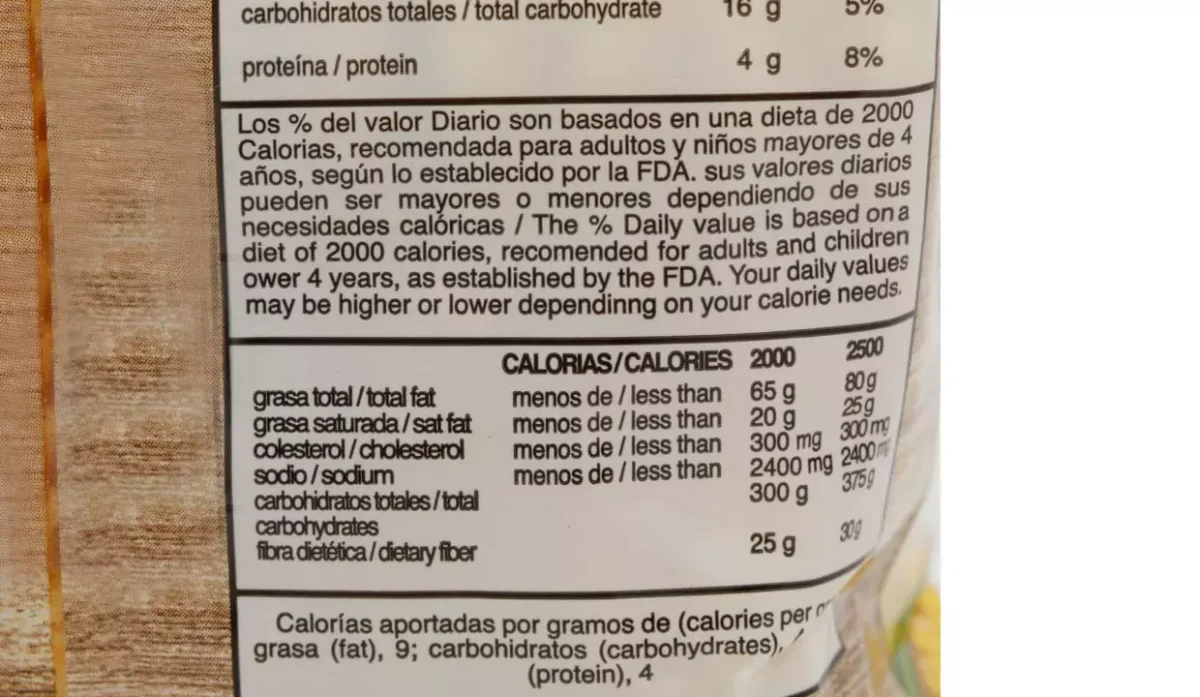 carbohidratos totales / total carbohydrate 16 g 5%
proteína / protein 4 g 8%
Los % del valor Diario son basados en una dieta de 2000
Calorias, recomendada para adultos y niños mayores de 4
años, según lo establecido por la FDA. sus valores diarios
pueden ser mayores o menores dependiendo de sus
necesidades calóricas / The % Daily value is based on a
diet of 2000 calories, recomended for adults and children
ower 4 years, as established by the FDA. Your daily values
may be higher or lower dependinng on your calorie needs.
CALORIAS/CALORIES 2000 2500
grasa total / total fat menos de / less than 65 g 80 g
grasa saturada / sat fat menos de / less than 20 g 25 g
colesterol / cholesterol menos de / less than 300 mg 300 mg
sodio / sodium menos de / less than 2400 mg 2400 m
carbohidratos totales / total 300 g 375 g
carbohydrates
fibra dietética / dietary fiber 25 g 30 g
Calorías aportadas por gramos de (calories per
grasa (fat), 9; carbohidratos (carbohydrates),
(protein), 4